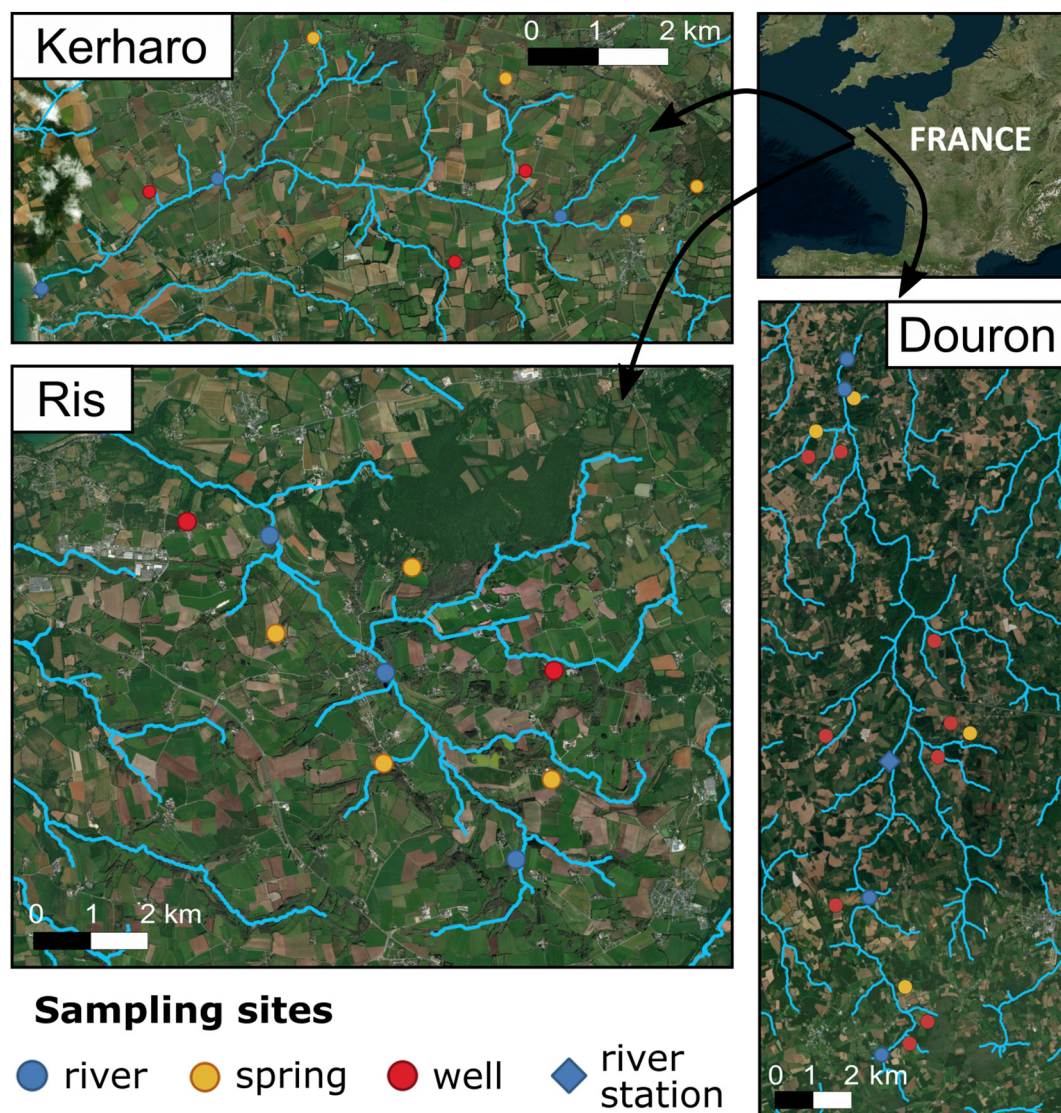 Kerharo
0 1 2 km
FRANCE
Douron
Ris
0 1 2 km
0 1 2 km
Sampling sites
river
spring
well
river
station